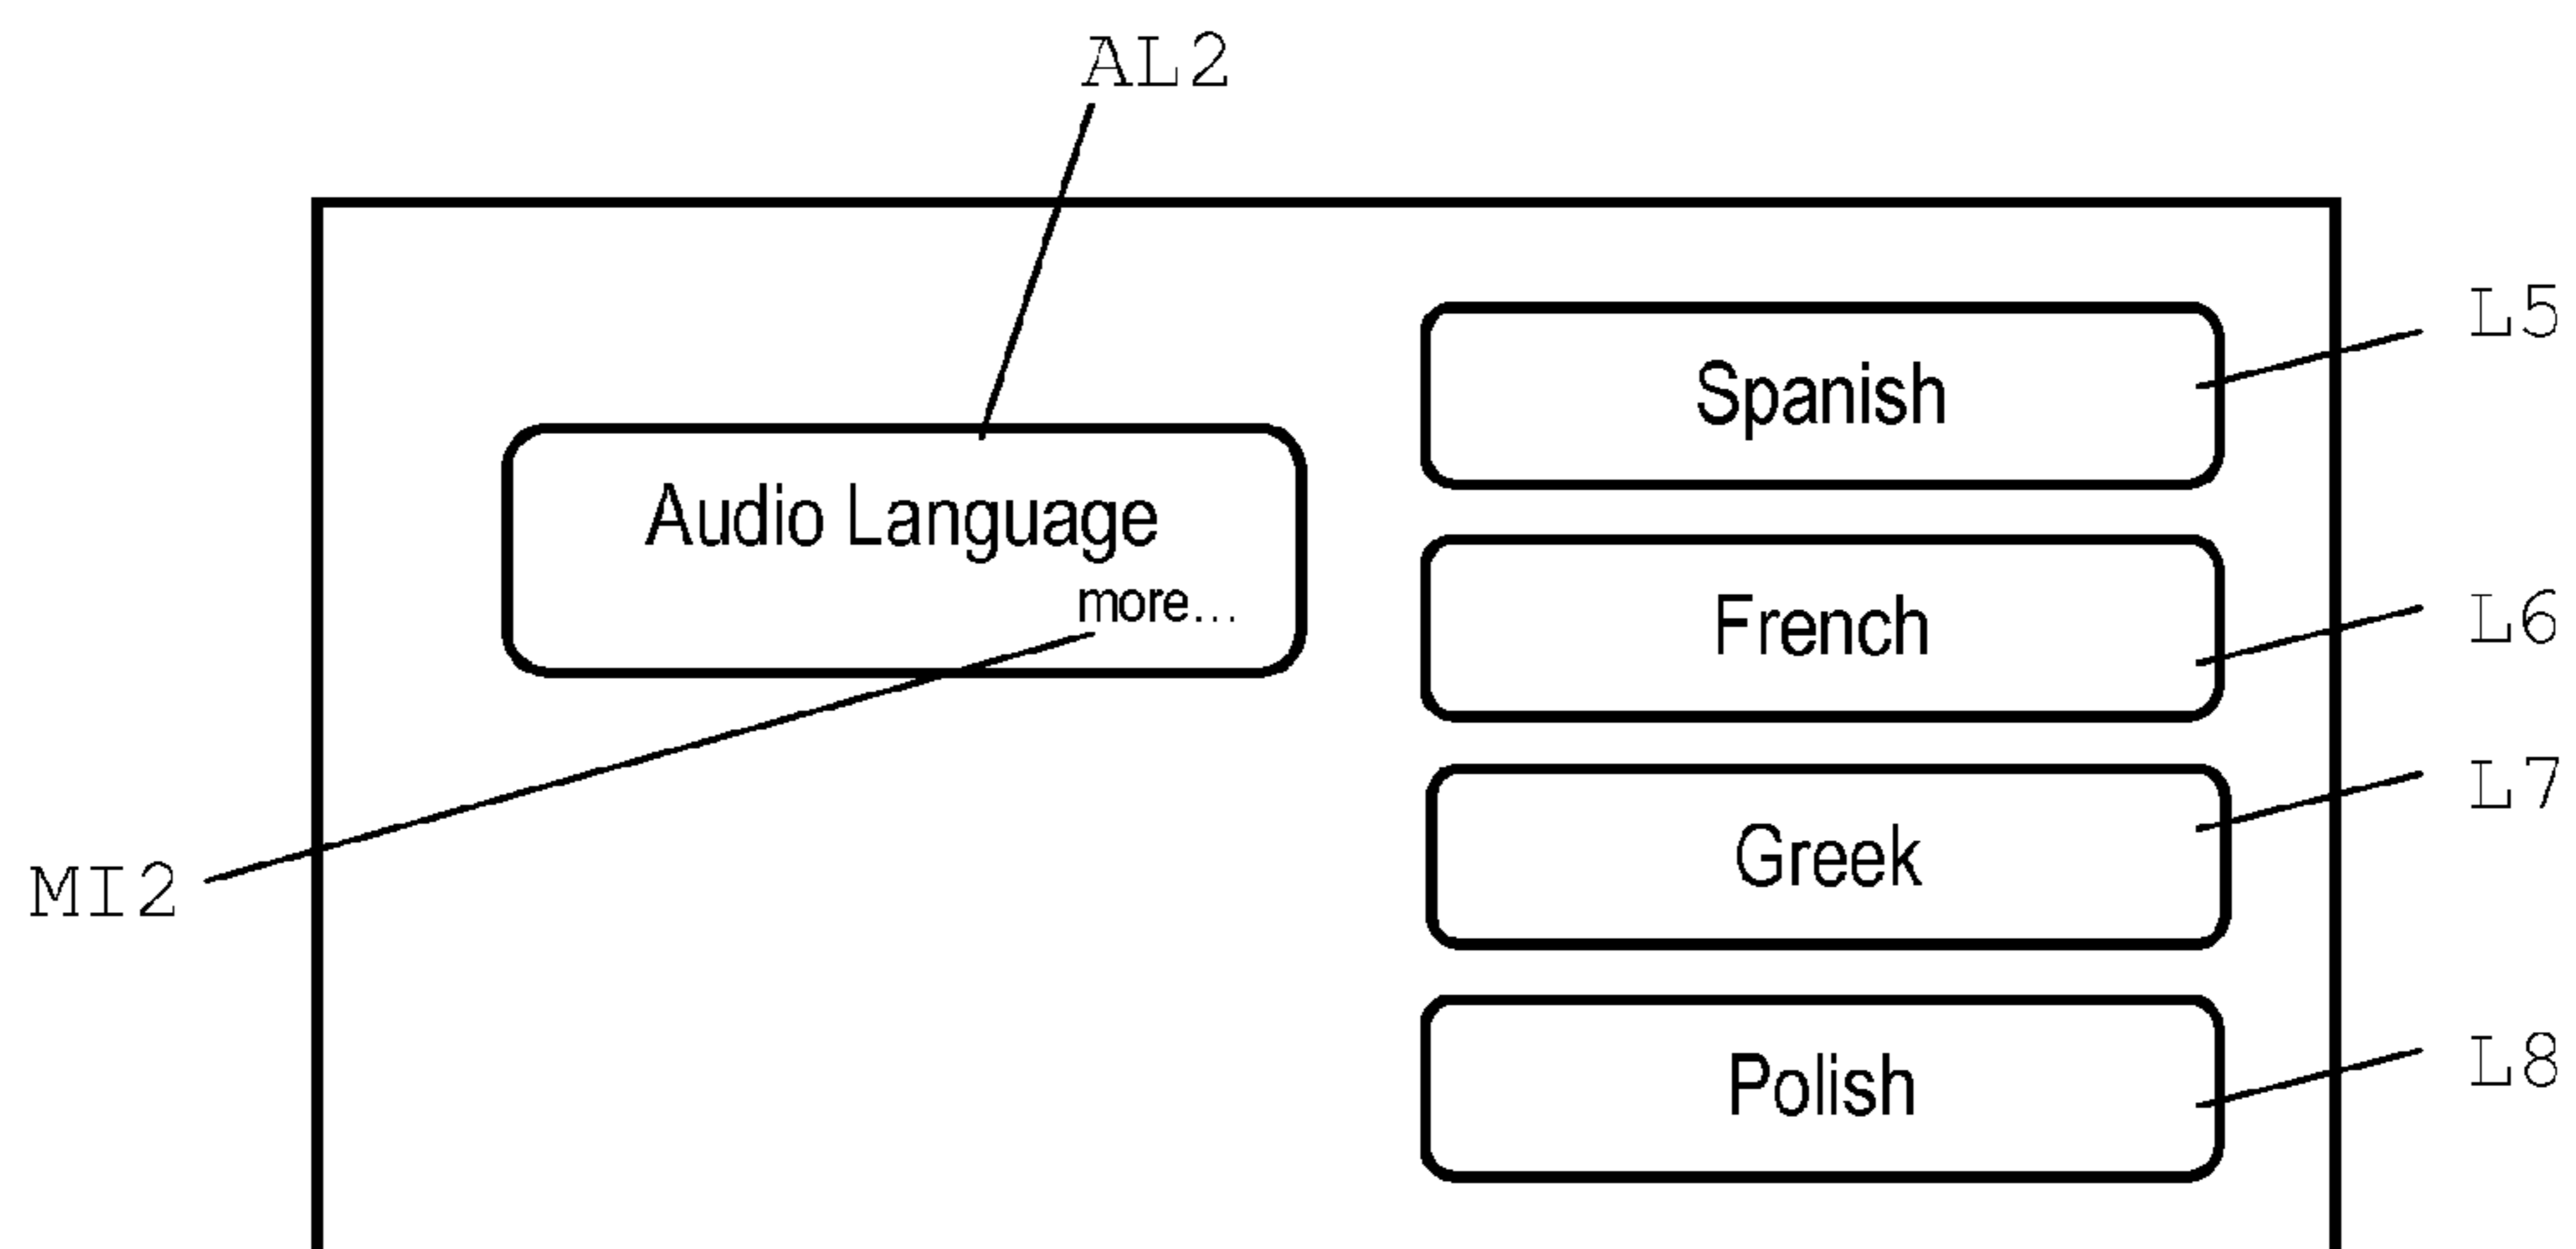 AL2
Audio Language
more...
MI2
Spanish
L5
French
L6
Greek
L7
Polish
L8